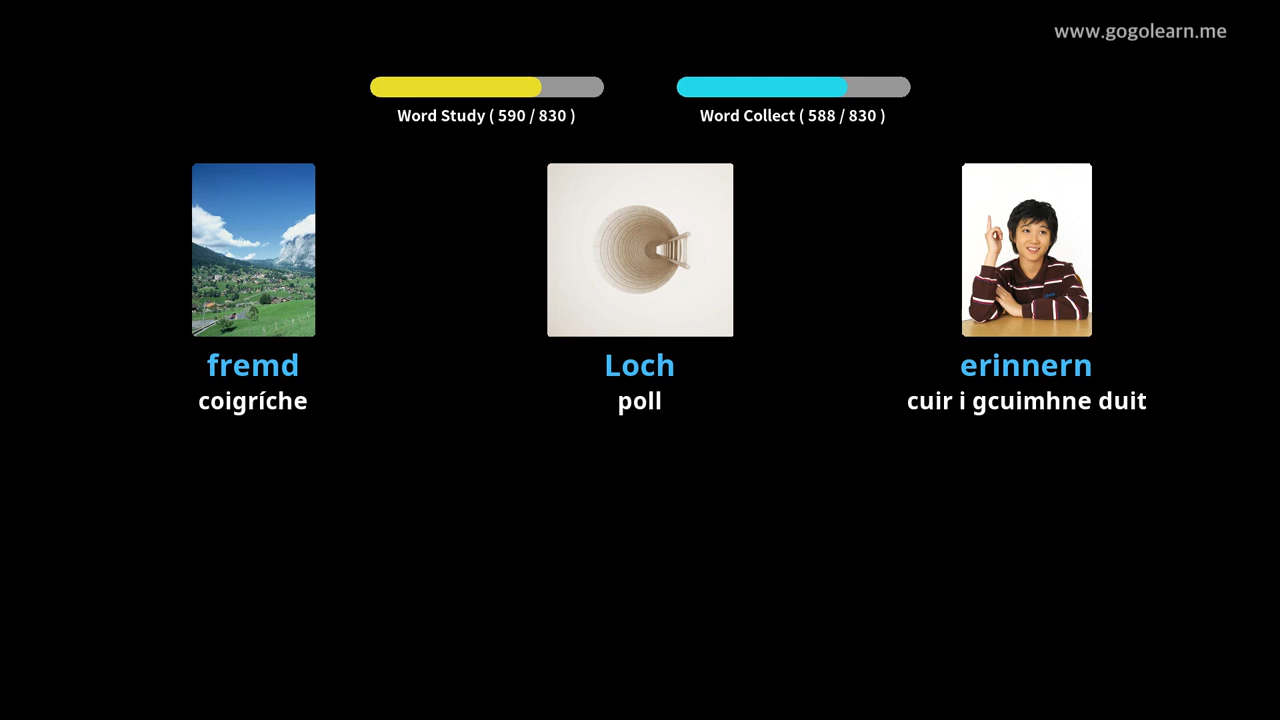 www.gogolearn.me
Word Study ( 590 / 830 )
Word Collect ( 588 / 830 )
fremd
Loch
erinnern
coigríche
poll
cuir i gcuimhne duit